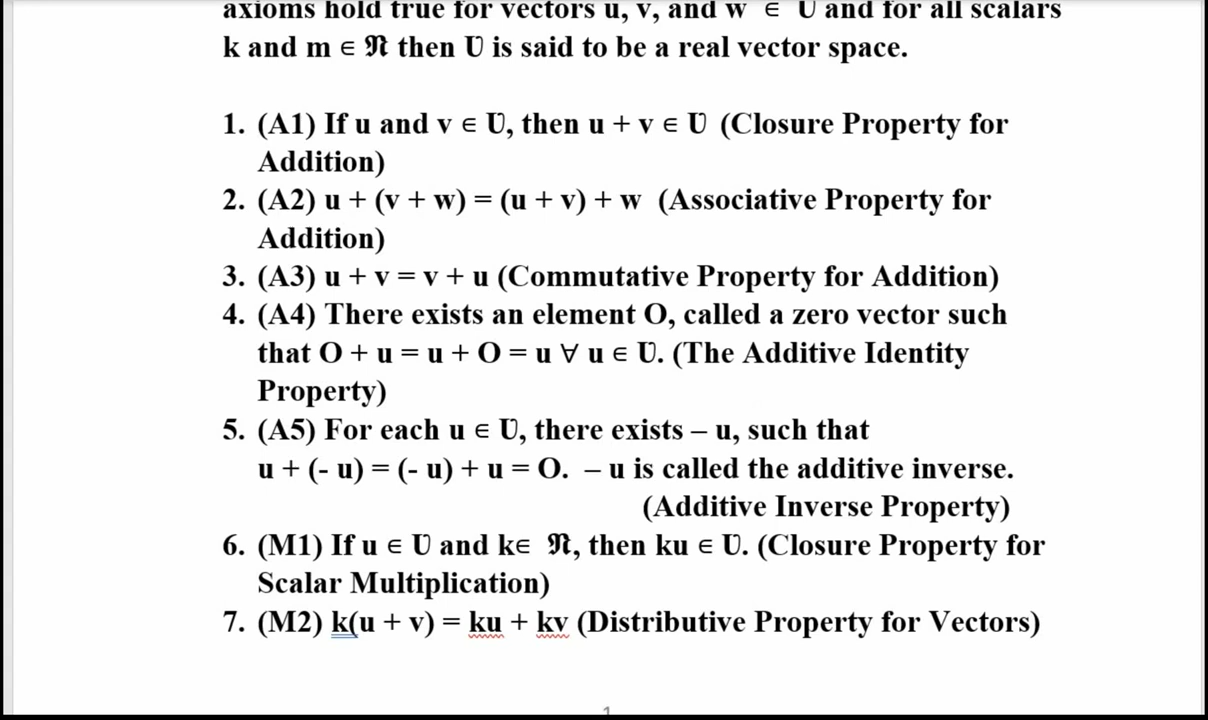 axioms hold true for vectors u, v, and w ∈ Ʊ and for all scalars
k and m ∈ ℜ then Ʊ is said to be a real vector space.
1. (A1) If u and v ∈ Ʊ, then u + v ∈ Ʊ (Closure Property for
Addition)
2. (A2) u + (v + w) = (u + v) + w (Associative Property for
Addition)
3. (A3) u + v = v + u (Commutative Property for Addition)
4. (A4) There exists an element O, called a zero vector such
that O + u = u + O = u ∀ u ∈ Ʊ. (The Additive Identity
Property)
5. (A5) For each u ∈ Ʊ, there exists – u, such that
u + (- u) = (- u) + u = O. – u is called the additive inverse.
(Additive Inverse Property)
6. (M1) If u ∈ Ʊ and k∈ ℜ, then ku ∈ Ʊ. (Closure Property for
Scalar Multiplication)
7. (M2) k(u + v) = ku + kv (Distributive Property for Vectors)
1